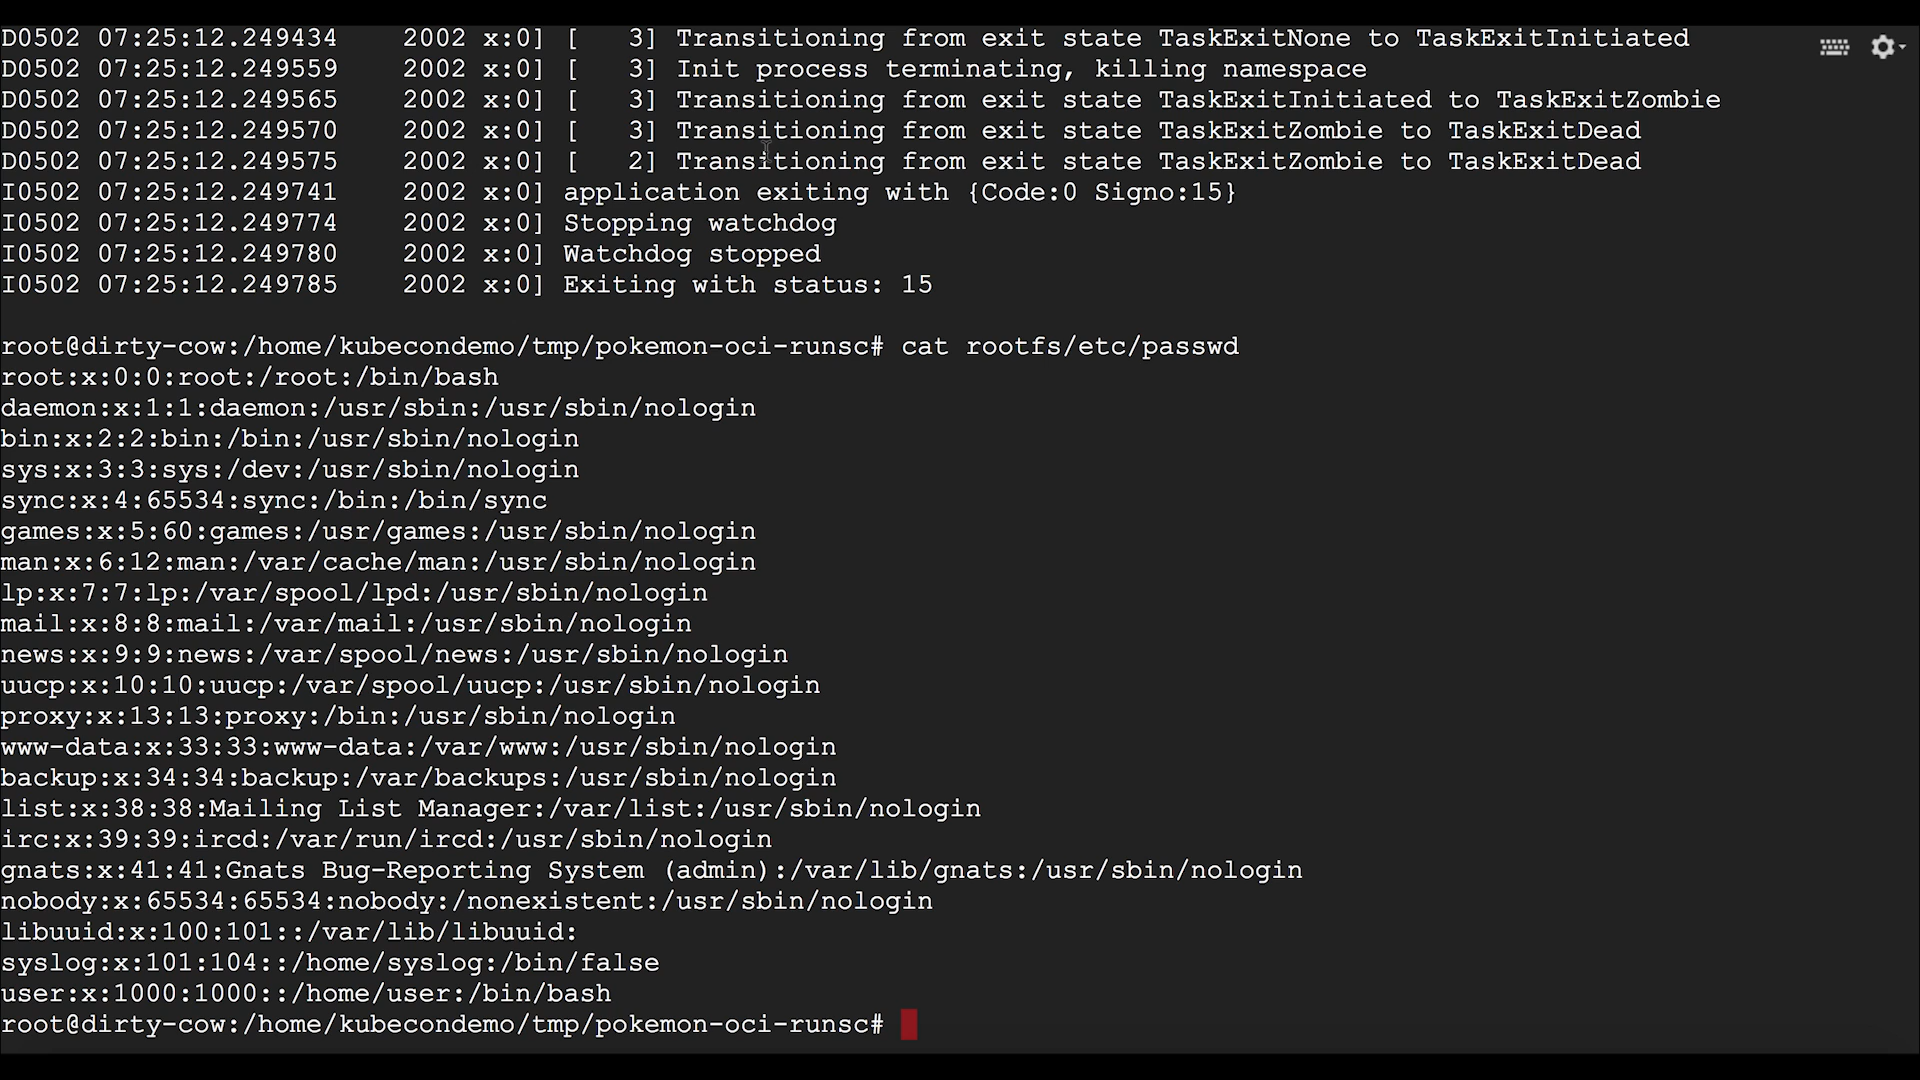 D0502 07:25:12.249434    2002 x:0] [   3] Transitioning from exit state TaskExitNone to TaskExitInitiated
D0502 07:25:12.249559    2002 x:0] [   3] Init process terminating, killing namespace
D0502 07:25:12.249565    2002 x:0] [   3] Transitioning from exit state TaskExitInitiated to TaskExitZombie
D0502 07:25:12.249570    2002 x:0] [   3] Transitioning from exit state TaskExitZombie to TaskExitDead
D0502 07:25:12.249575    2002 x:0] [   2] Transitioning from exit state TaskExitZombie to TaskExitDead
I0502 07:25:12.249741    2002 x:0] application exiting with {Code:0 Signo:15}
I0502 07:25:12.249774    2002 x:0] Stopping watchdog
I0502 07:25:12.249780    2002 x:0] Watchdog stopped
I0502 07:25:12.249785    2002 x:0] Exiting with status: 15
root@dirty-cow:/home/kubecondemo/tmp/pokemon-oci-runsc# cat rootfs/etc/passwd
root:x:0:0:root:/root:/bin/bash
daemon:x:1:1:daemon:/usr/sbin:/usr/sbin/nologin
bin:x:2:2:bin:/bin:/usr/sbin/nologin
sys:x:3:3:sys:/dev:/usr/sbin/nologin
sync:x:4:65534:sync:/bin:/bin/sync
games:x:5:60:games:/usr/games:/usr/sbin/nologin
man:x:6:12:man:/var/cache/man:/usr/sbin/nologin
lp:x:7:7:lp:/var/spool/lpd:/usr/sbin/nologin
mail:x:8:8:mail:/var/mail:/usr/sbin/nologin
news:x:9:9:news:/var/spool/news:/usr/sbin/nologin
uucp:x:10:10:uucp:/var/spool/uucp:/usr/sbin/nologin
proxy:x:13:13:proxy:/bin:/usr/sbin/nologin
www-data:x:33:33:www-data:/var/www:/usr/sbin/nologin
backup:x:34:34:backup:/var/backups:/usr/sbin/nologin
list:x:38:38:Mailing List Manager:/var/list:/usr/sbin/nologin
irc:x:39:39:ircd:/var/run/ircd:/usr/sbin/nologin
gnats:x:41:41:Gnats Bug-Reporting System (admin):/var/lib/gnats:/usr/sbin/nologin
nobody:x:65534:65534:nobody:/nonexistent:/usr/sbin/nologin
libuuid:x:100:101::/var/lib/libuuid:
syslog:x:101:104::/home/syslog:/bin/false
user:x:1000:1000::/home/user:/bin/bash
root@dirty-cow:/home/kubecondemo/tmp/pokemon-oci-runsc#